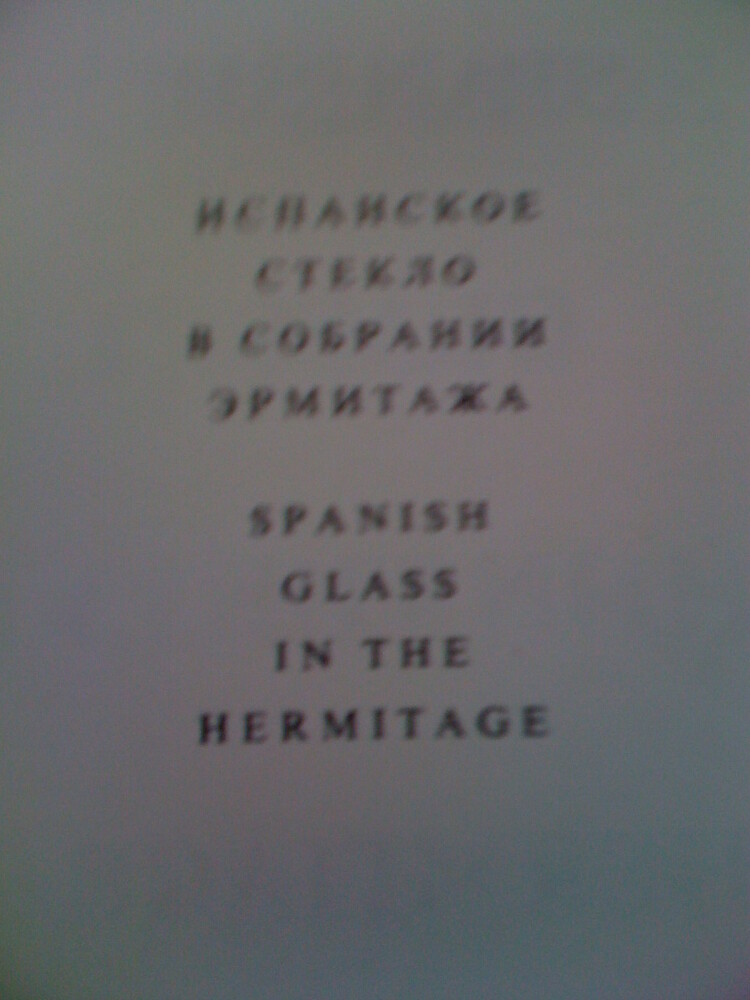 ИСПАНСКОЕ
СТЕКЛО
В СОБРАНИИ
ЭРМИТАЖА
SPANISH
GLASS
IN THE
HERMITAGE